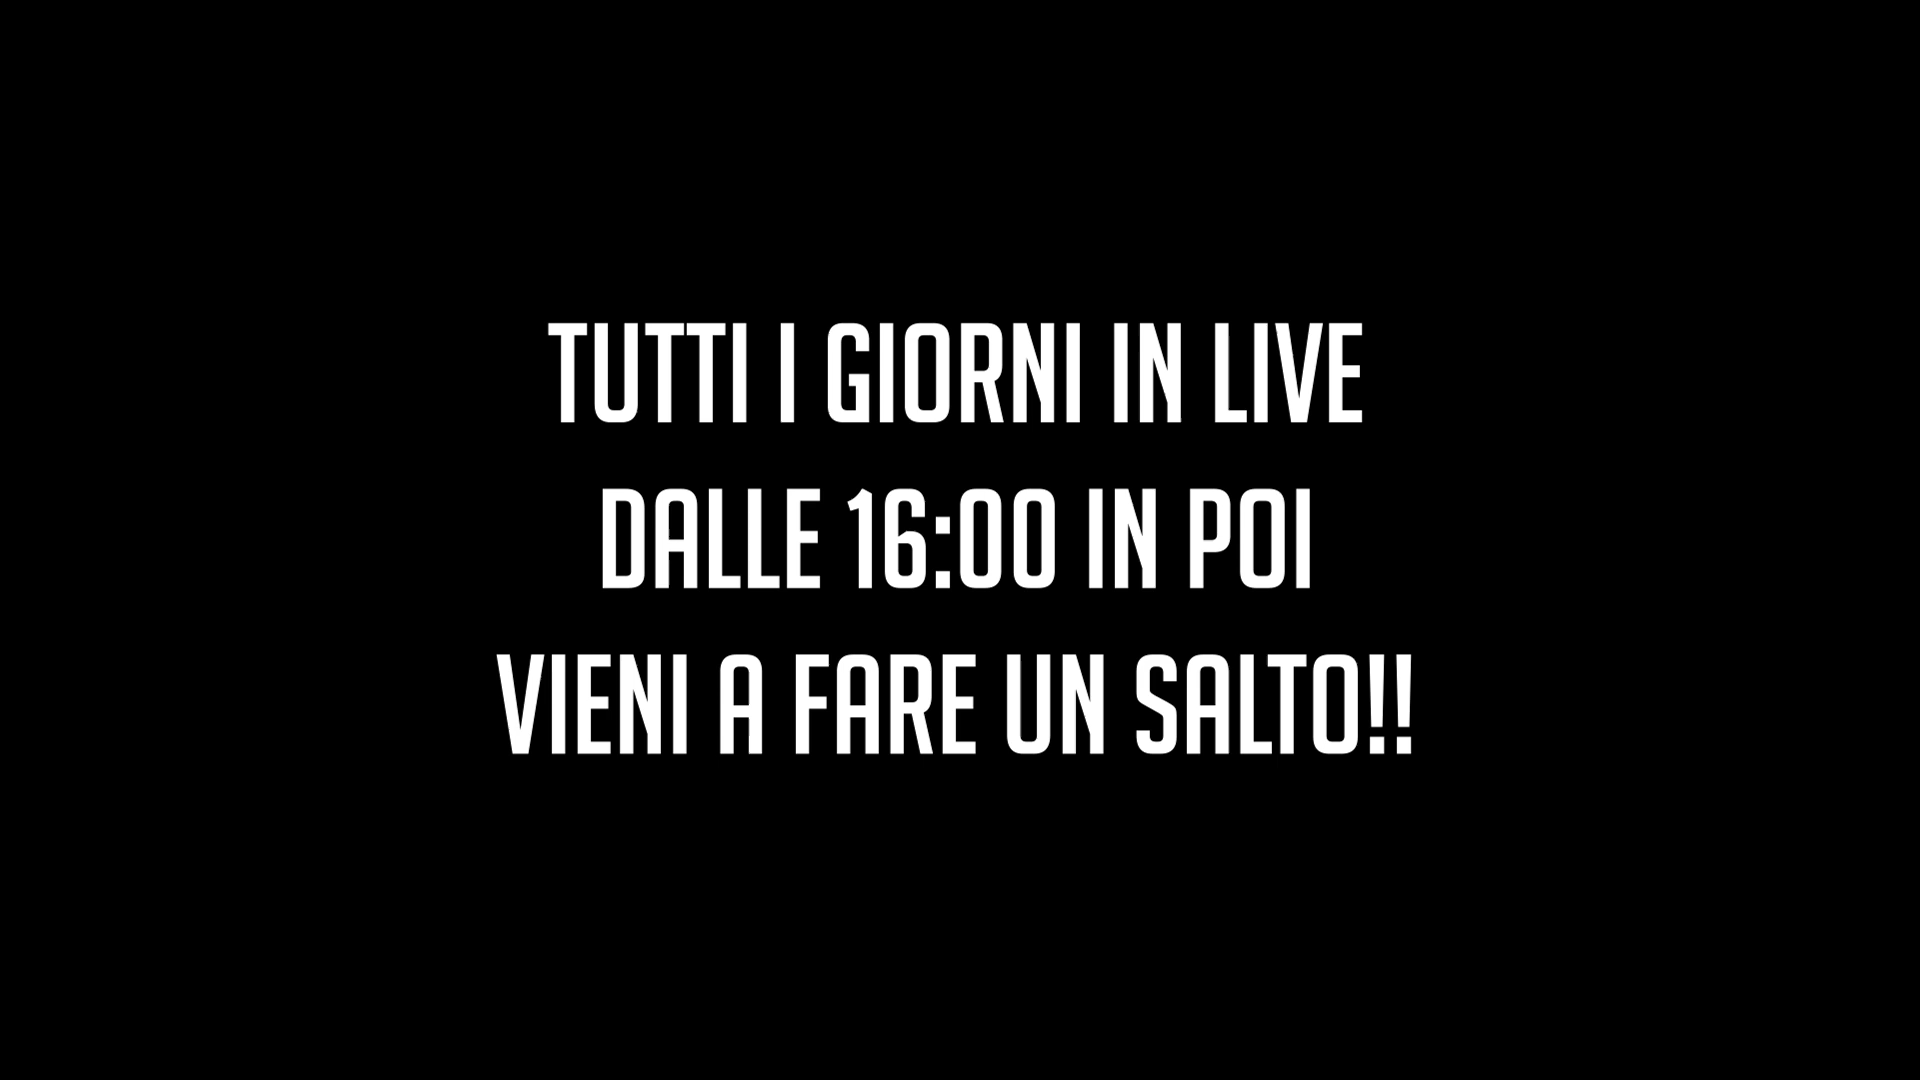 TUTTI I GIORNI IN LIVE
DALLE 16:00 IN POI
VIENI A FARE UN SALTO!!